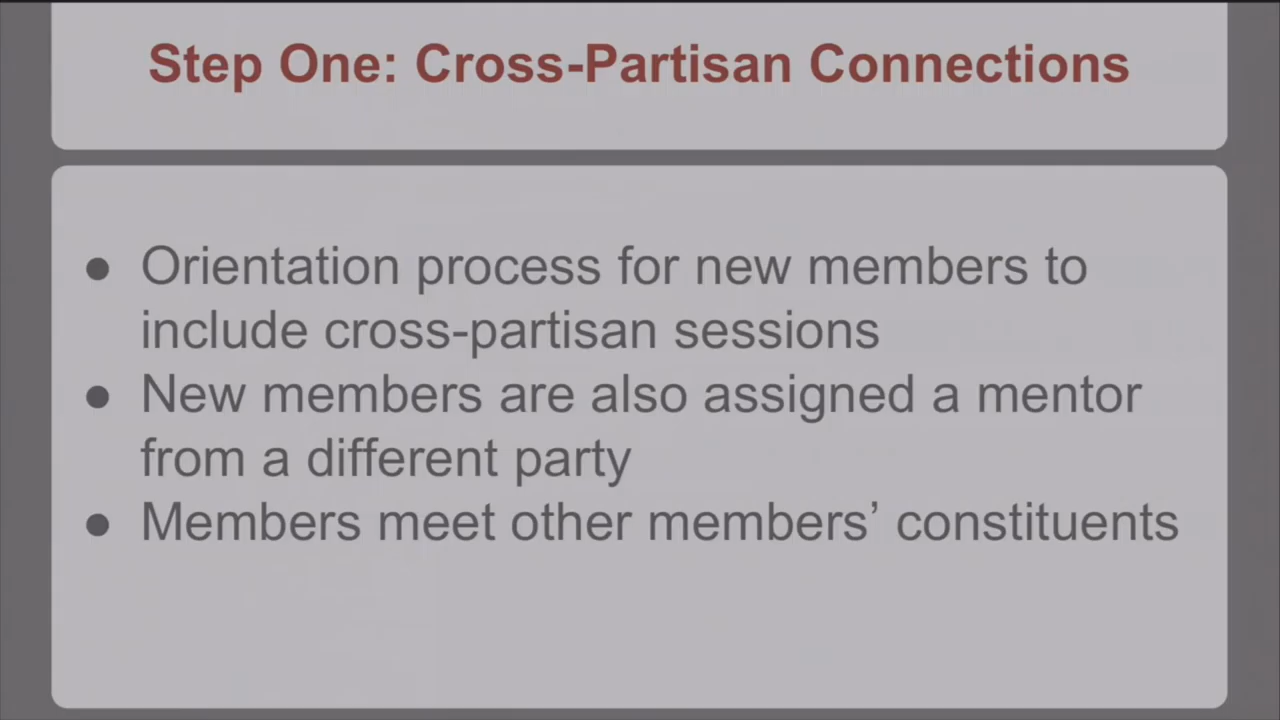 Step One: Cross-Partisan Connections
● Orientation process for new members to
include cross-partisan sessions
● New members are also assigned a mentor
from a different party
● Members meet other members’ constituents